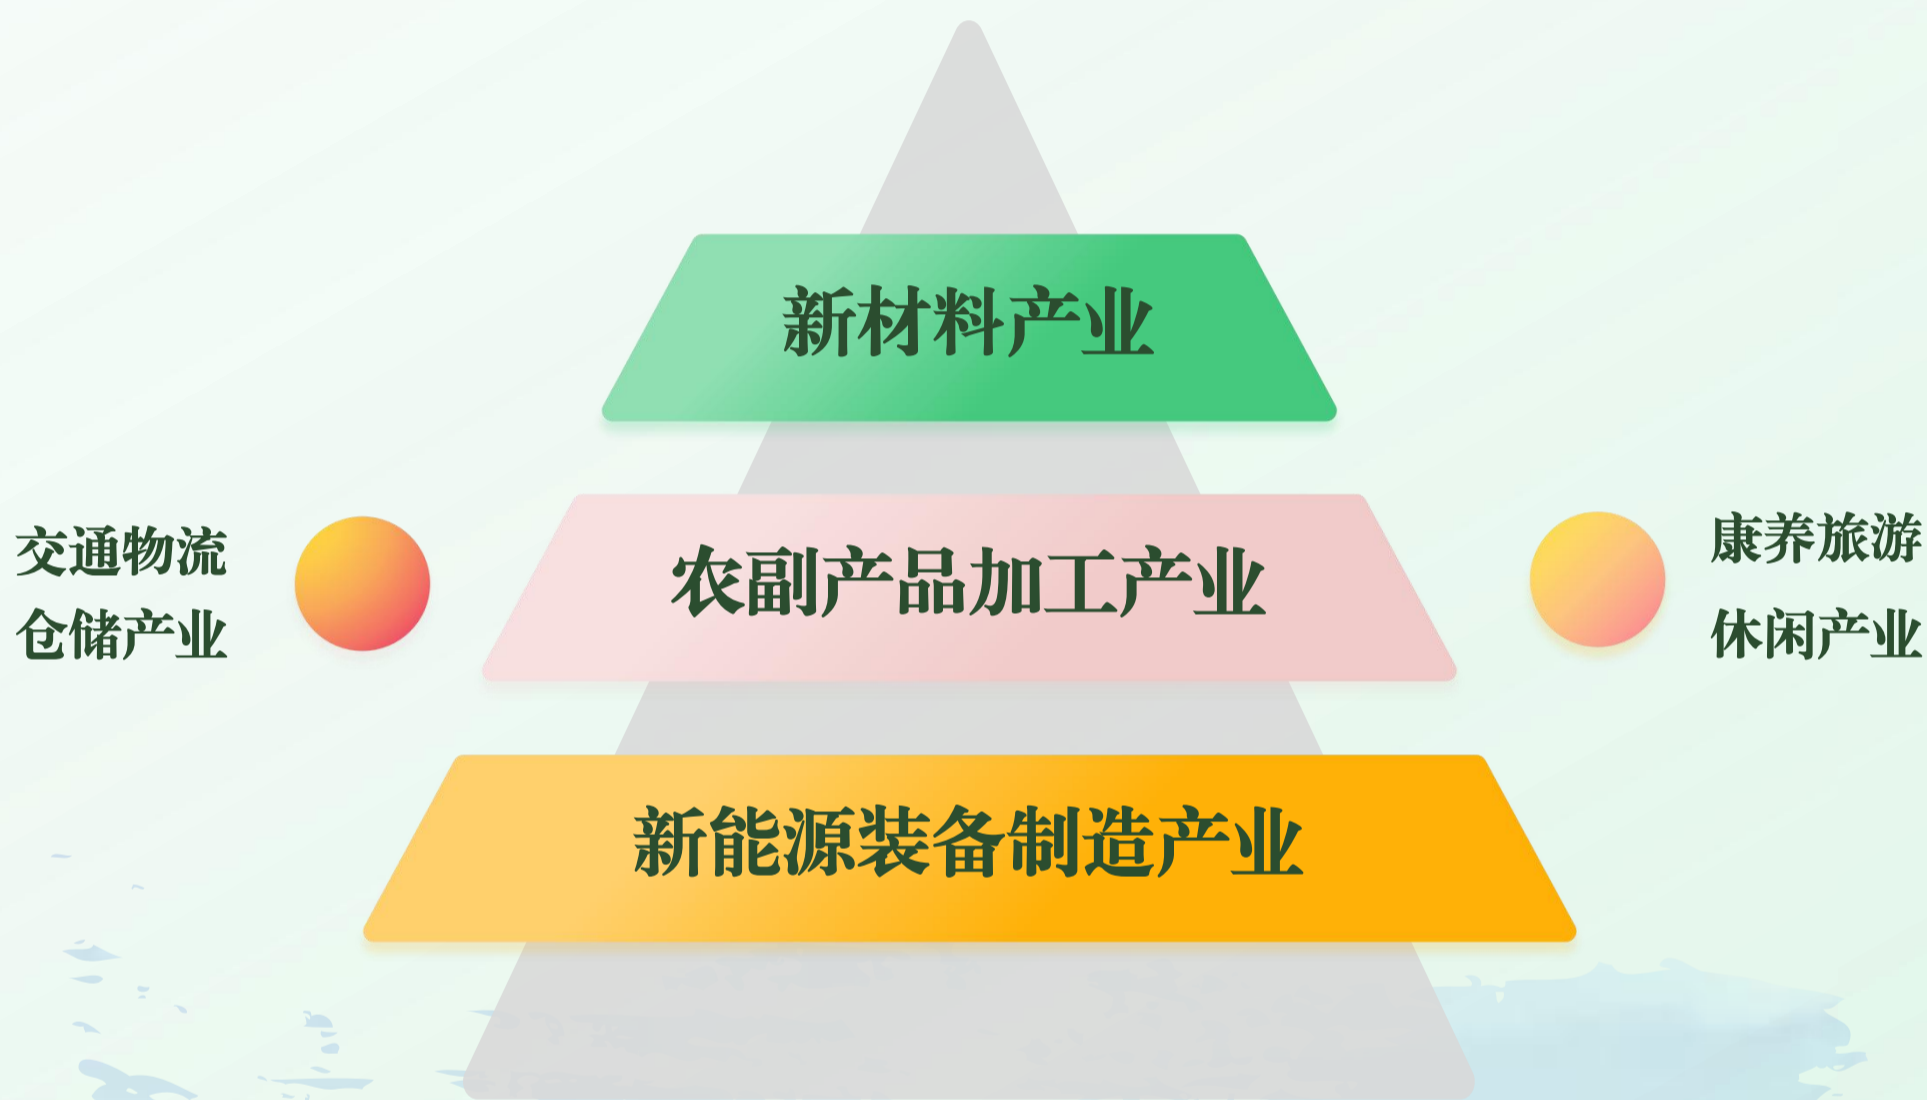 新材料产业
交通物流
仓储产业
农副产品加工产业
康养旅游
休闲产业
新能源装备制造产业